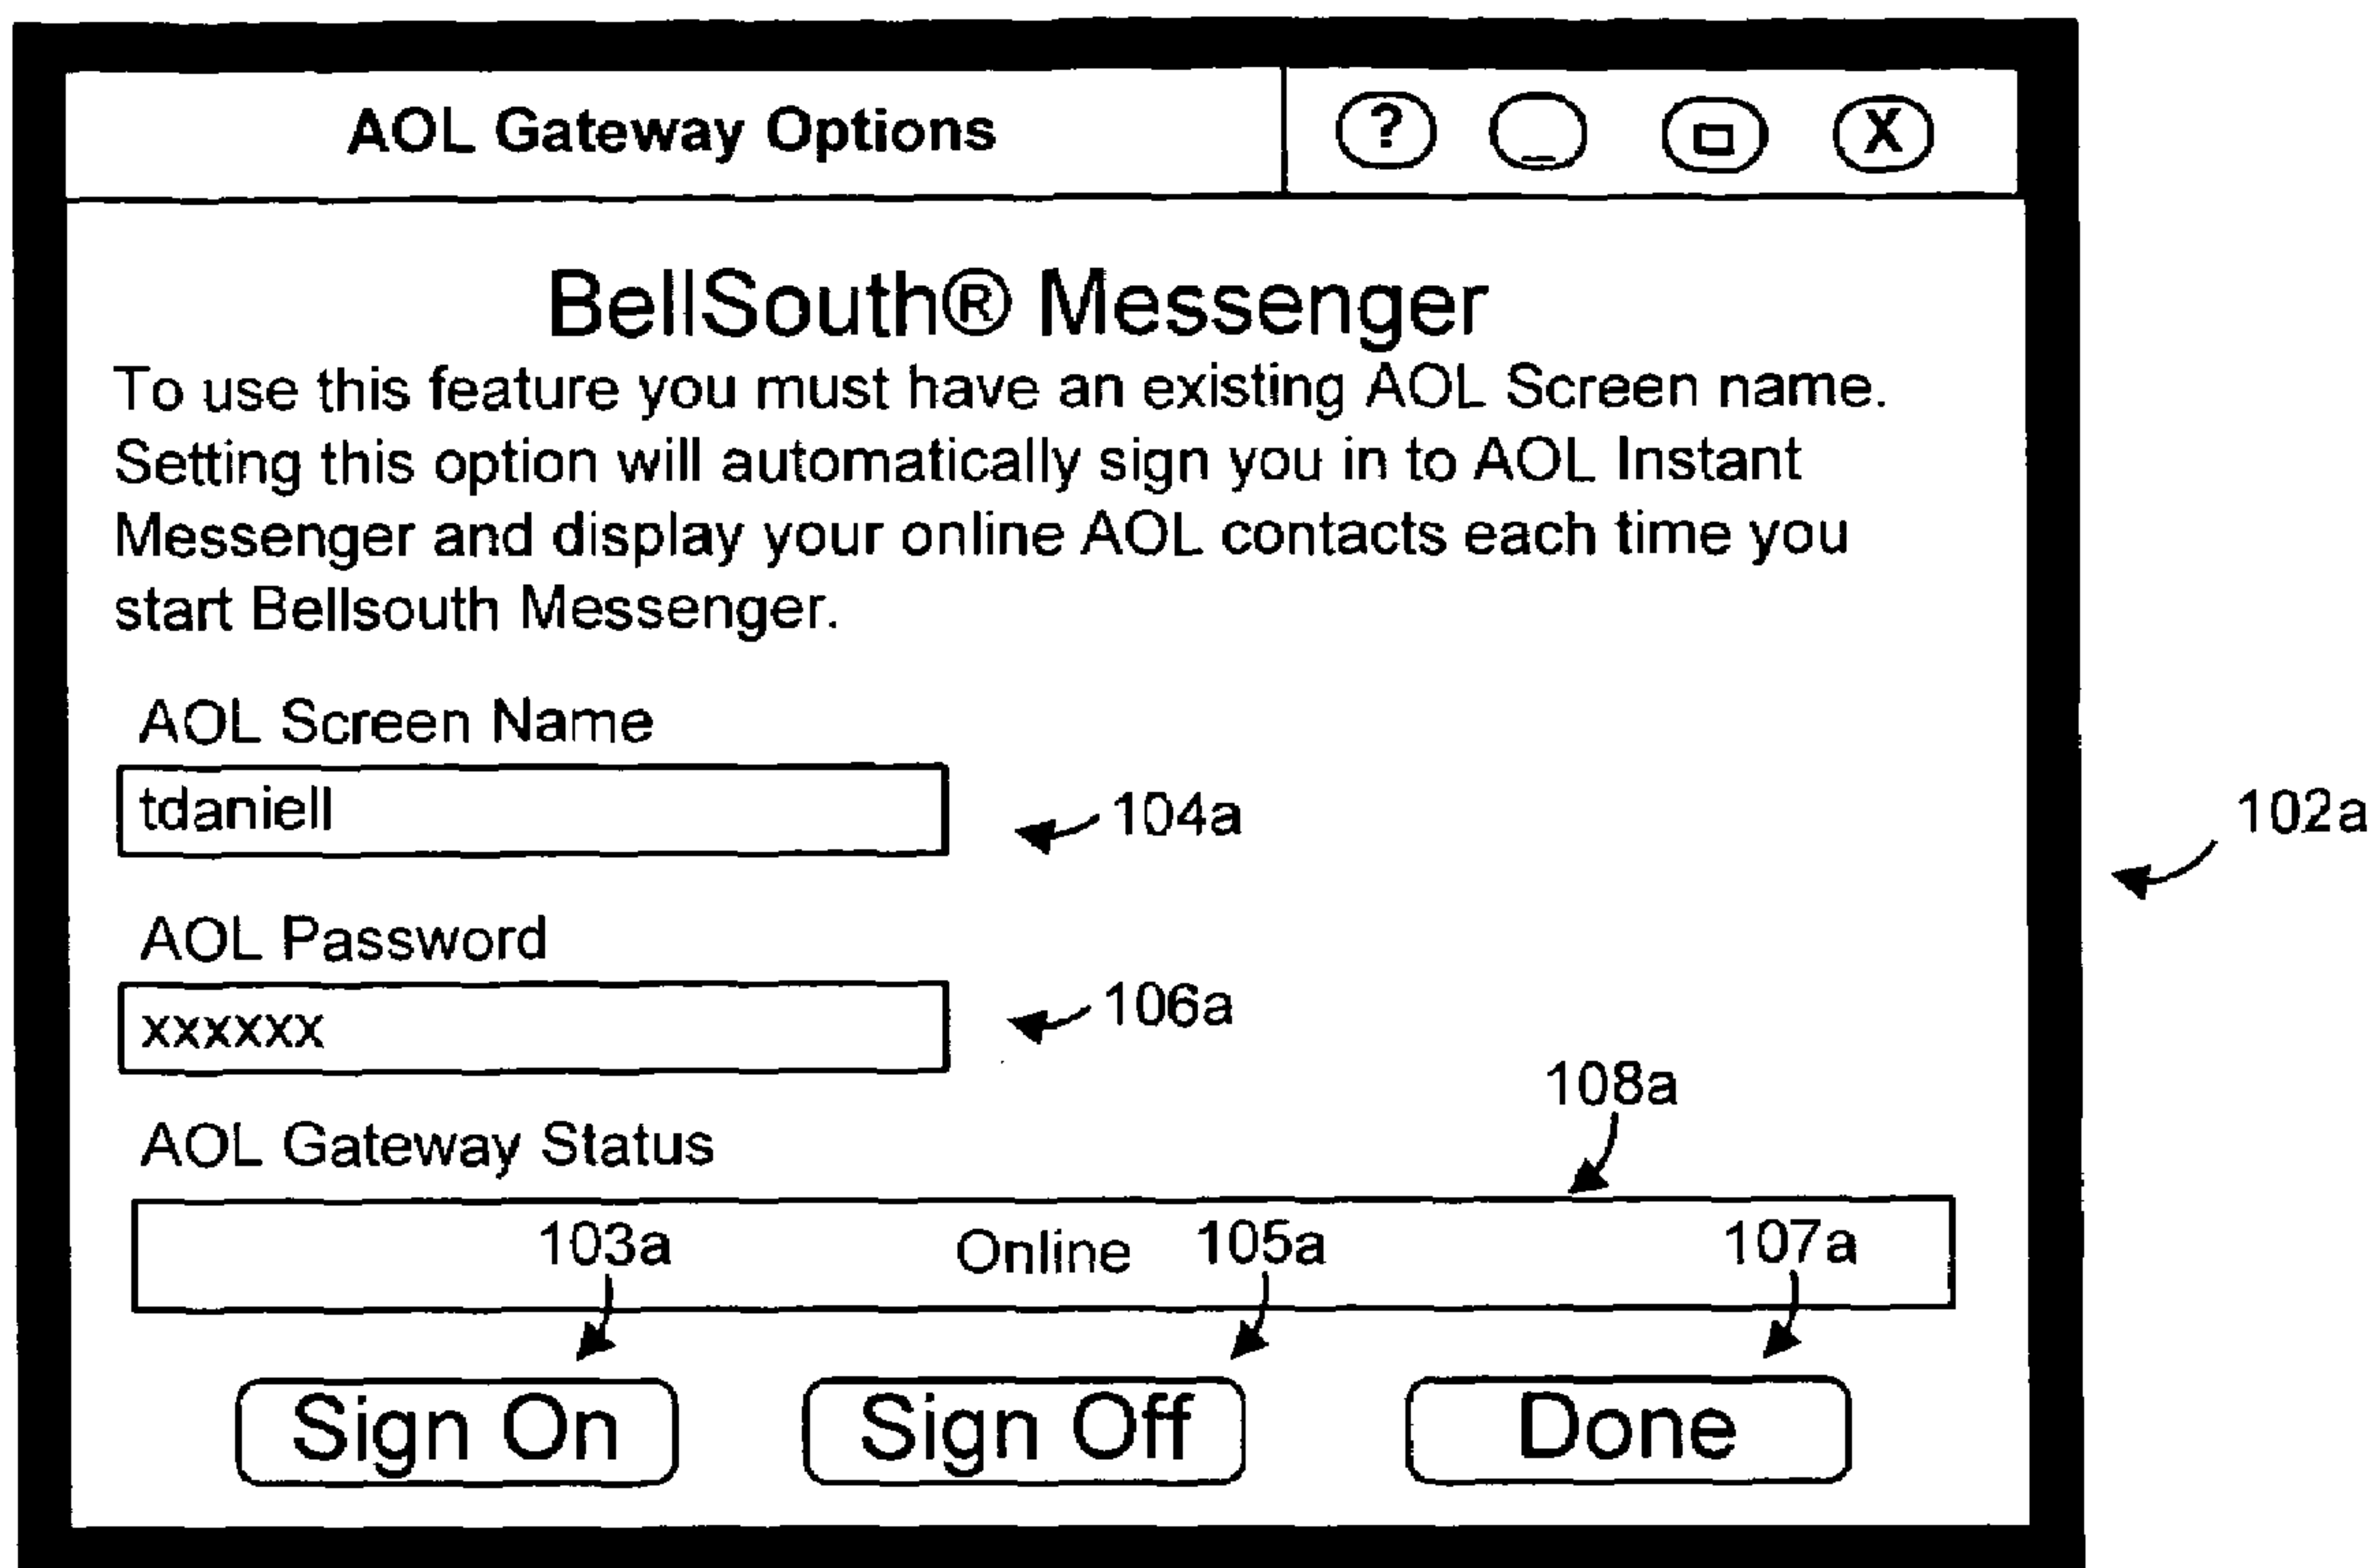 AOL Gateway Options ? _ X
BellSouth® Messenger
To use this feature you must have an existing AOL Screen name.
Setting this option will automatically sign you in to AOL Instant
Messenger and display your online AOL contacts each time you
start Bellsouth Messenger.
AOL Screen Name
tdaniell
104a
102a
AOL Password
xxxxxx
106a
108a
AOL Gateway Status
103a Online 105a 107a
Sign On Sign Off Done